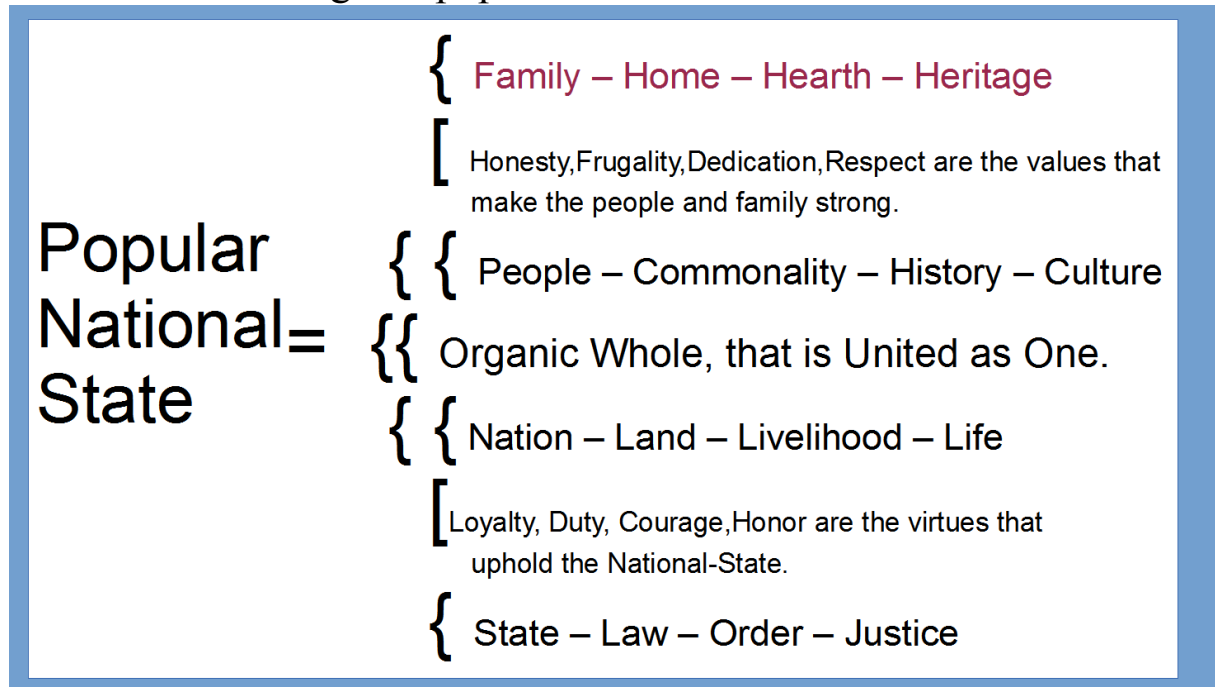 { Family – Home – Hearth – Heritage
[ Honesty,Frugality,Dedication,Respect are the values that
make the people and family strong.
Popular
National=
State
{ { People – Commonality – History – Culture
{{ Organic Whole, that is United as One.
{ { Nation – Land – Livelihood – Life
[Loyalty, Duty, Courage,Honor are the virtues that
uphold the National-State.
{ State – Law – Order – Justice